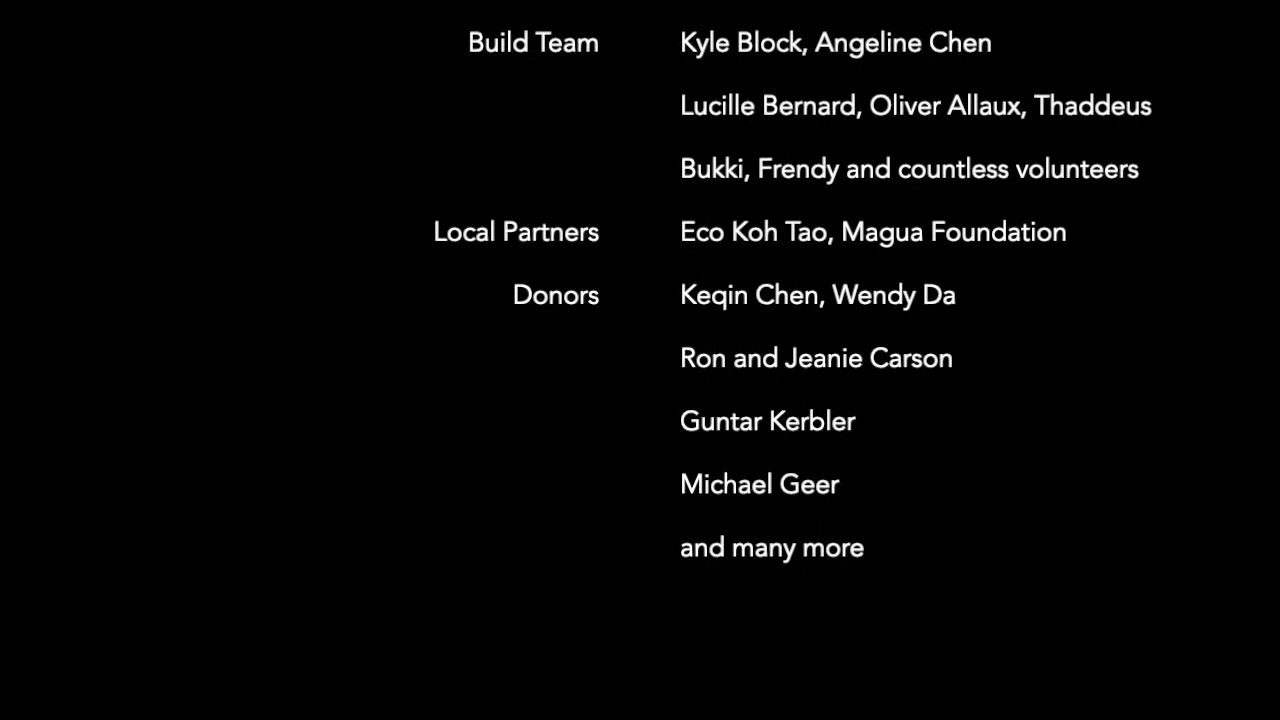 Build Team Kyle Block, Angeline Chen
Lucille Bernard, Oliver Allaux, Thaddeus
Bukki, Frendy and countless volunteers
Local Partners Eco Koh Tao, Magua Foundation
Donors Keqin Chen, Wendy Da
Ron and Jeanie Carson
Guntar Kerbler
Michael Geer
and many more